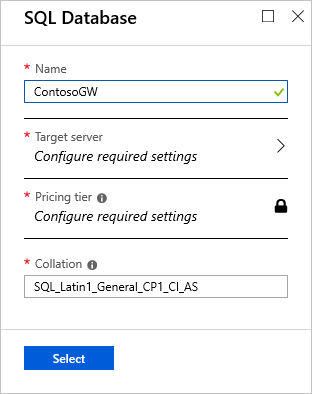 SQL Database
* Name
ContosoGW
* Target server
Configure required settings
* Pricing tier
Configure required settings
* Collation
SQL_Latin1_General_CP1_CI_AS
Select